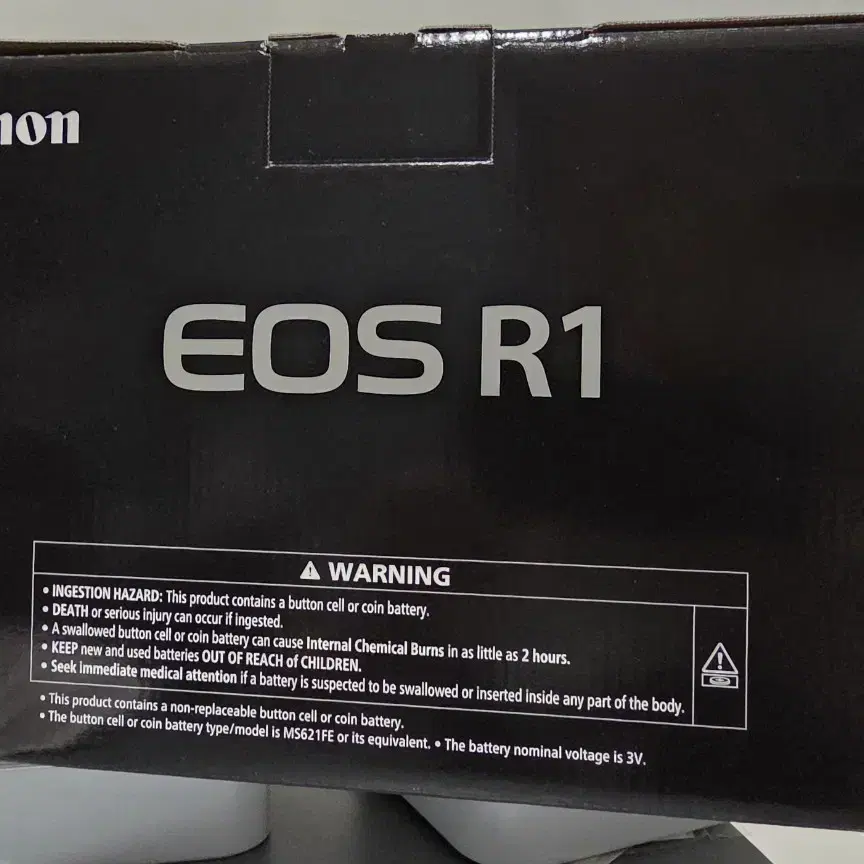 non
EOS R1
⚠ WARNING
• INGESTION HAZARD: This product contains a button cell or coin battery.
• DEATH or serious injury can occur if ingested.
• A swallowed button cell or coin battery can cause Internal Chemical Burns in as little as 2 hours.
• KEEP new and used batteries OUT OF REACH of CHILDREN.
• Seek immediate medical attention if a battery is suspected to be swallowed or inserted inside any part of the body.
• This product contains a non-replaceable button cell or coin battery.
• The button cell or coin battery type/model is MS621FE or its equivalent. • The battery nominal voltage is 3V.